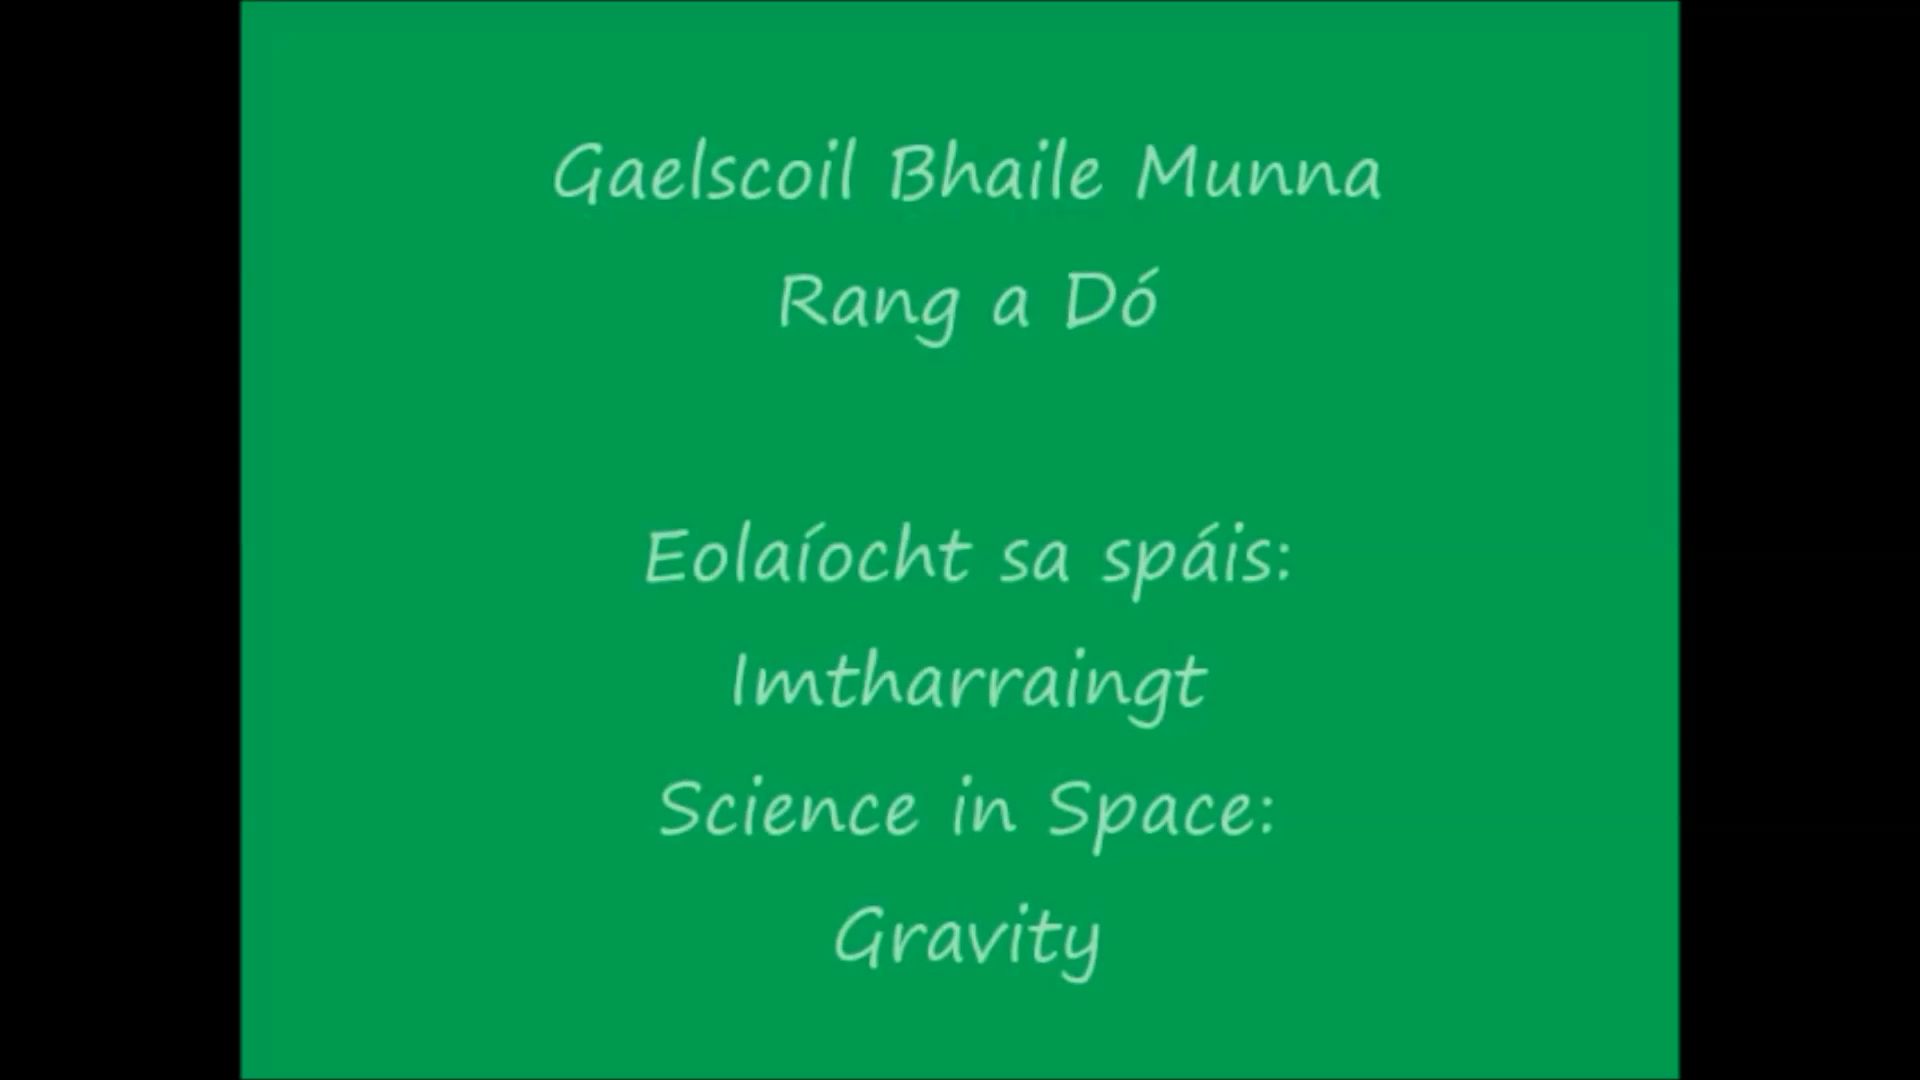 Gaelscoil Bhaile Munna
Rang a Dó
Eolaíocht sa spáis:
Imtharraingt
Science in Space:
Gravity